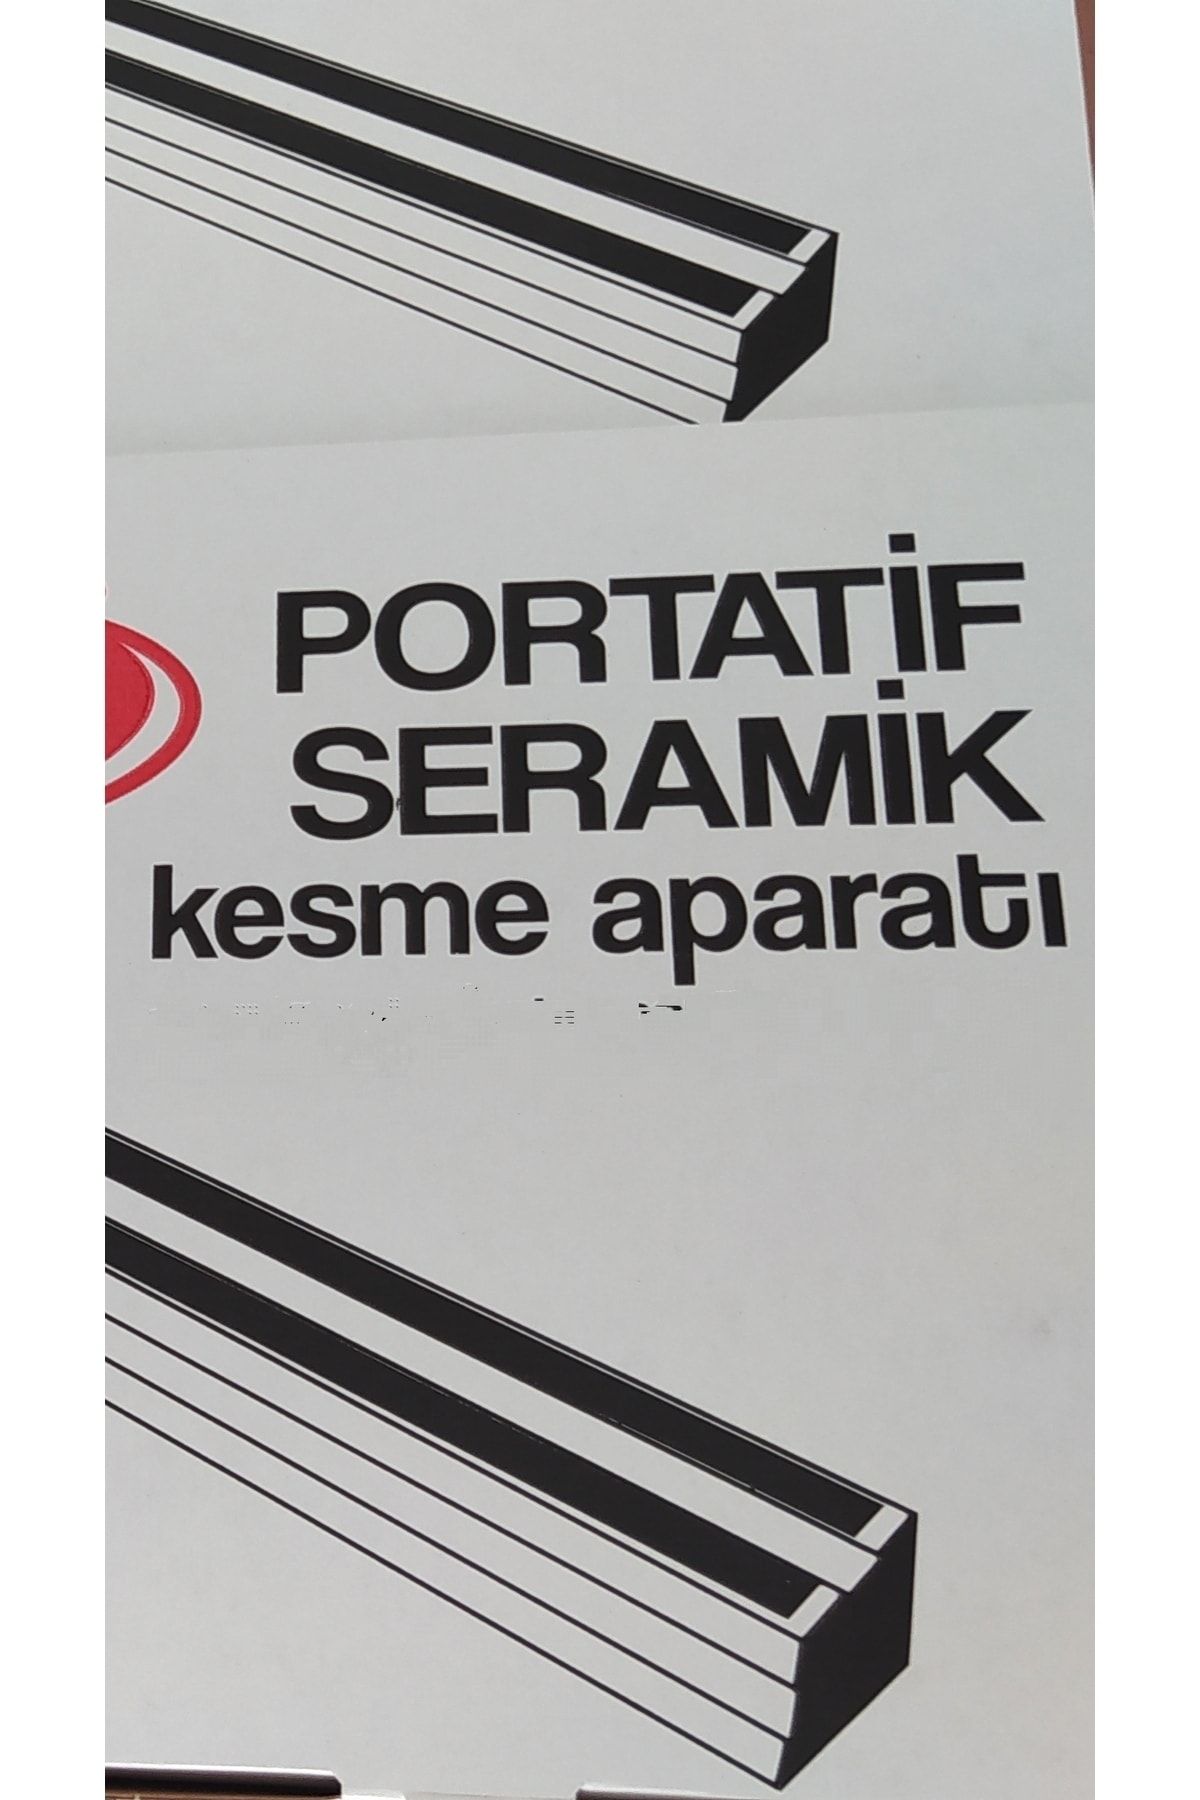 PORTATİF
SERAMİK
kesme aparatı